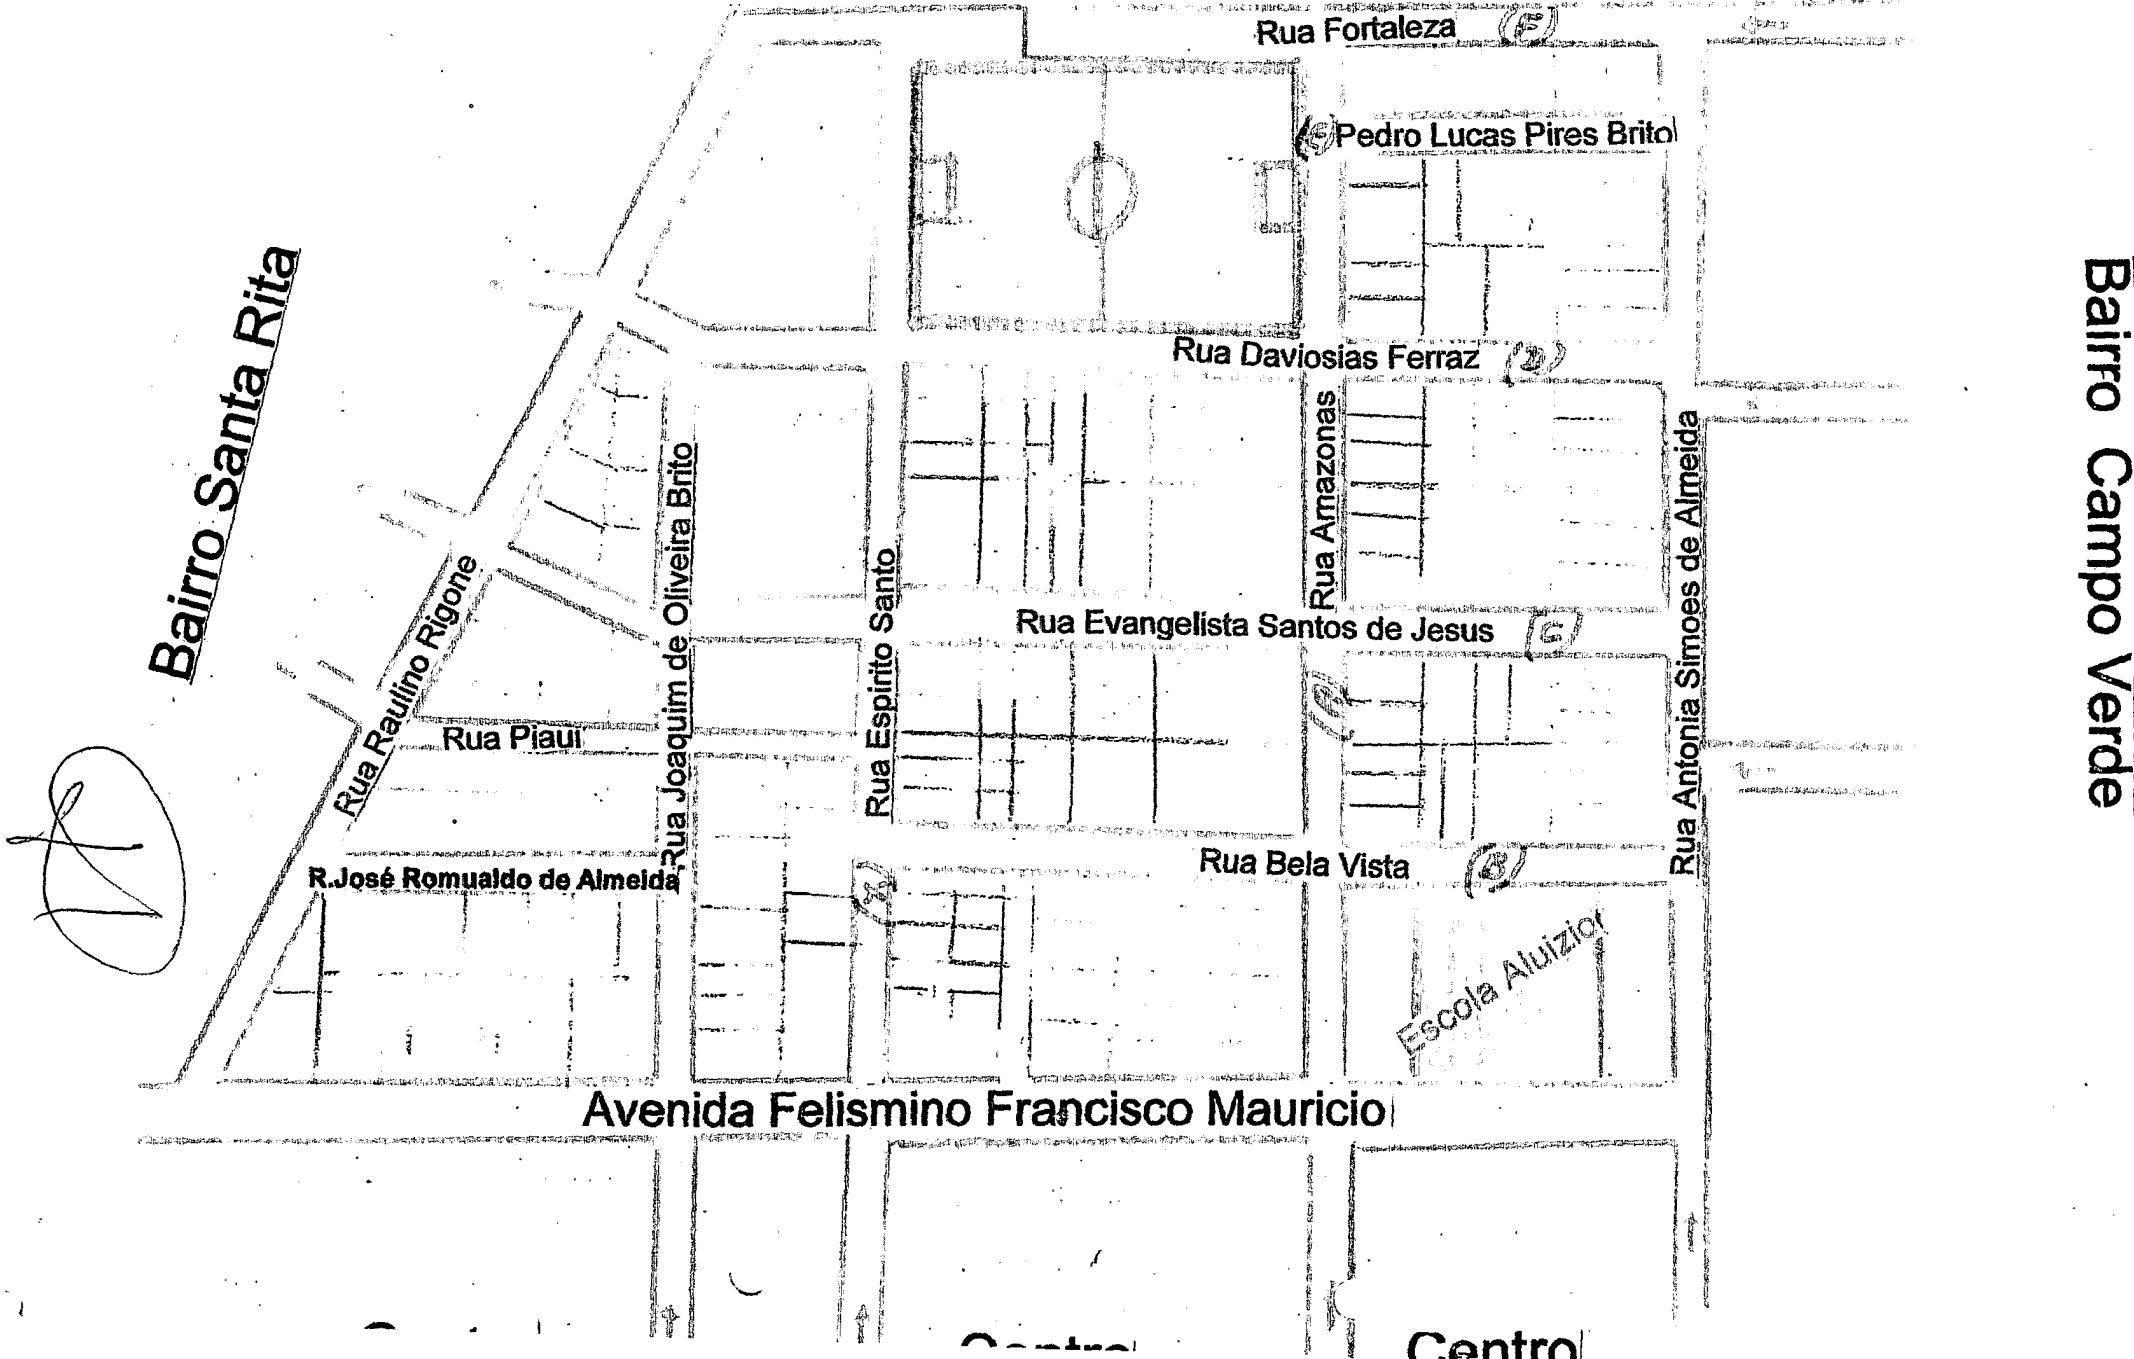 Rua Fortaleza (F)
Pedro Lucas Pires Brito
Bairro Santa Rita
Bairro Campo Verde
Rua Daviosias Ferraz (D)
Rua Amazonas
Rua Antonia Simoes de Almeida
Rua Joaquim de Oliveira Brito
Rua Espirito Santo
Rua Raulino Rigone
Rua Evangelista Santos de Jesus (C)
(A)
Rua Piauí
Rua Bela Vista (B)
R.José Romualdo de Almeida
(X)
Escola Aluizio
Avenida Felismino Francisco Mauricio
Centro
Centro